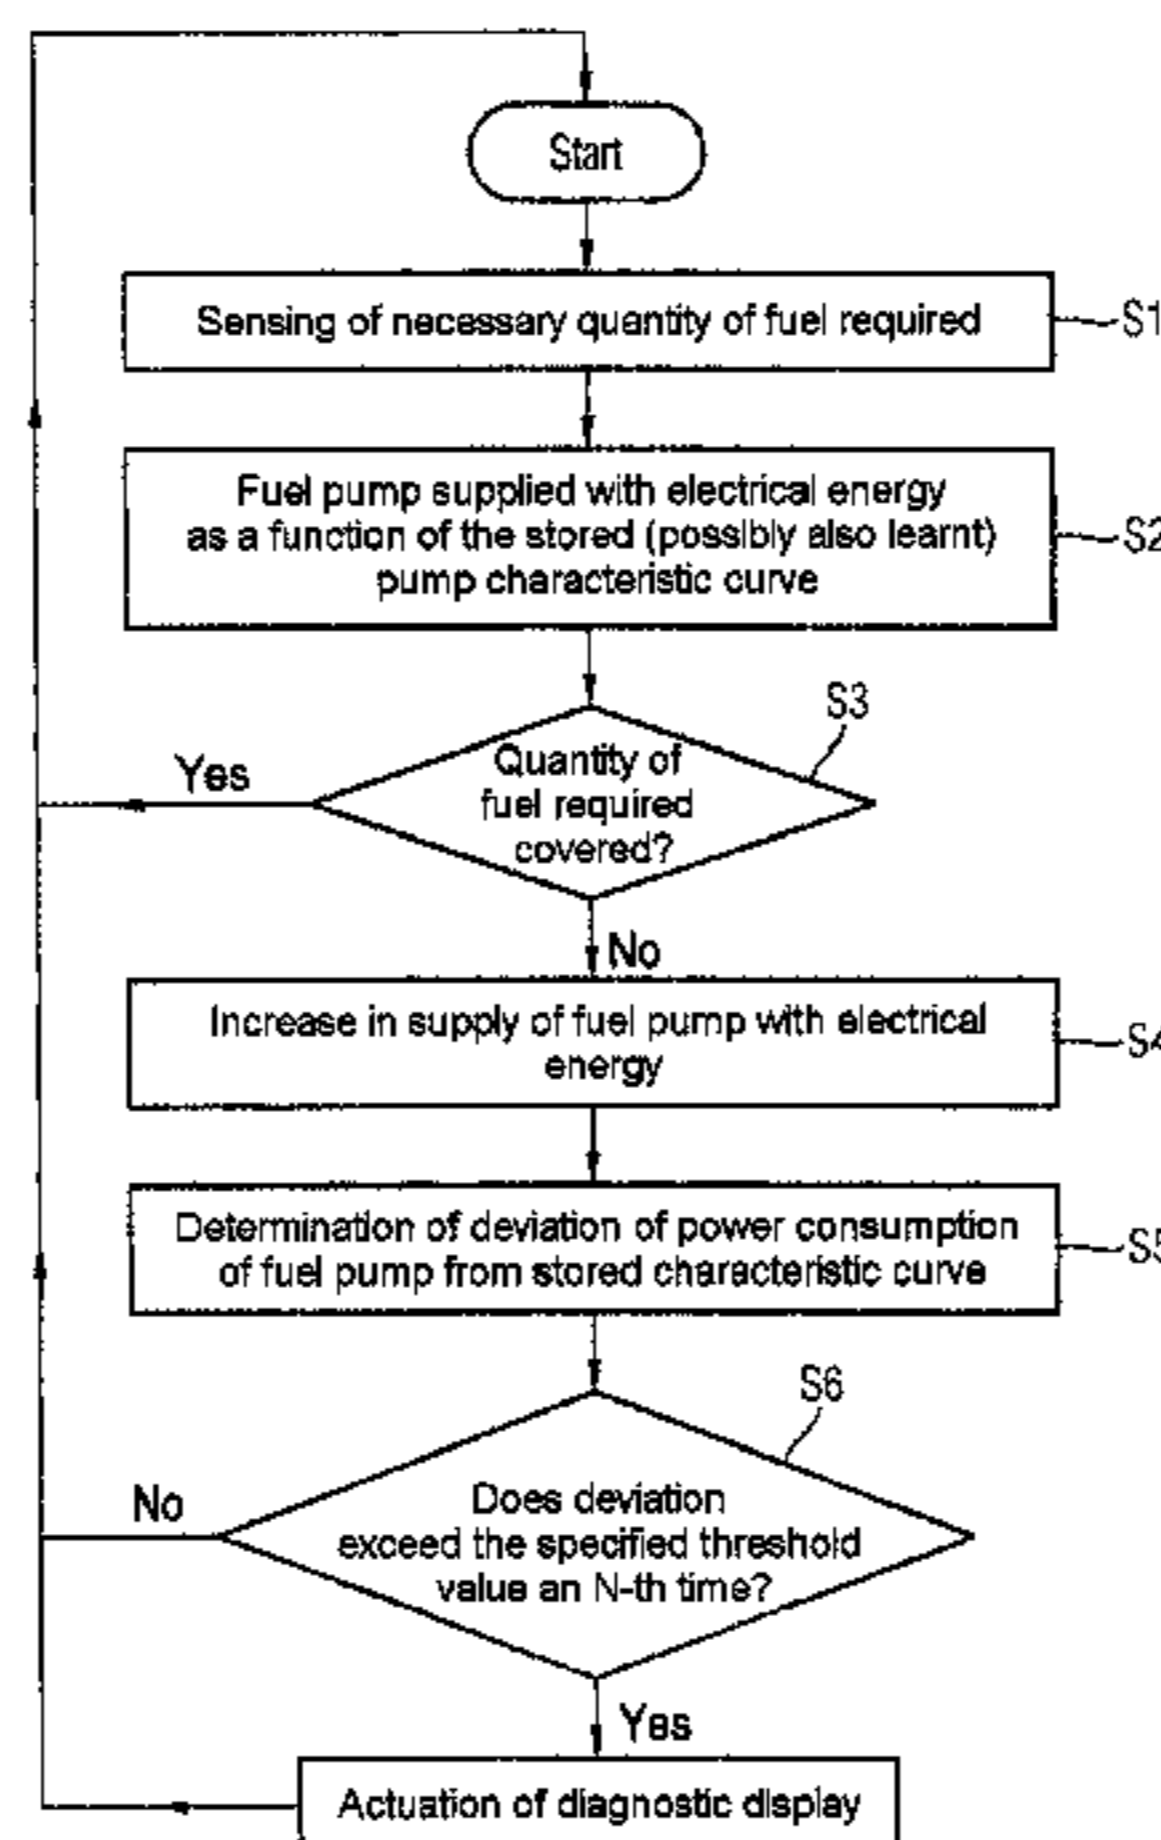 Start
Sensing of necessary quantity of fuel required
S1
Fuel pump supplied with electrical energy
as a function of the stored (possibly also learnt)
pump characteristic curve
S2
S3
Quantity of
fuel required
covered?
Yes
No
Increase in supply of fuel pump with electrical
energy
S4
Determination of deviation of power consumption
of fuel pump from stored characteristic curve
S5
S6
Does deviation
exceed the specified threshold
value an N-th time?
No
Yes
Actuation of diagnostic display